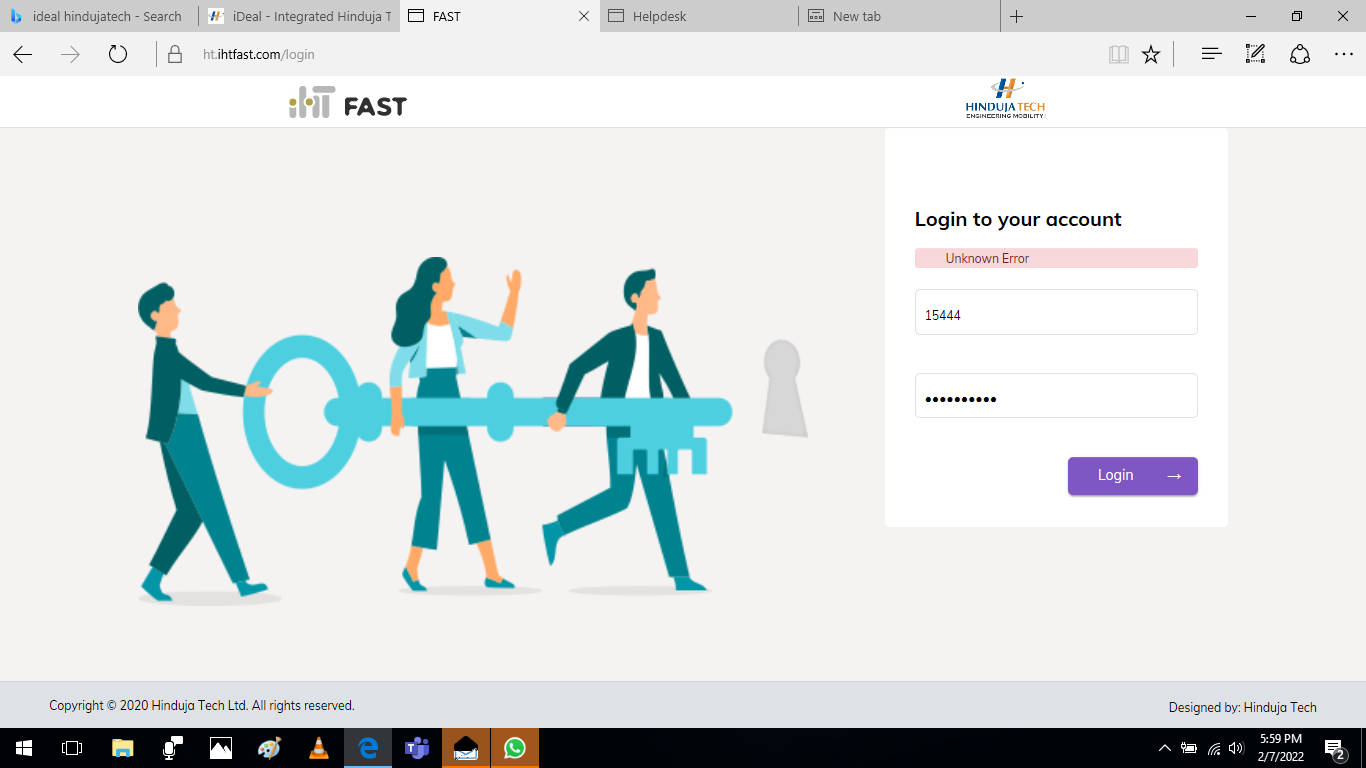 ideal hindujatech - Search
iDeal - Integrated Hinduja T
FAST
Helpdesk
New tab
ht.ihtfast.com/login
iHT FAST
HINDUJA TECH
ENGINEERING MOBILITY
Login to your account
Unknown Error
15444
••••••••••
Login →
Copyright © 2020 Hinduja Tech Ltd. All rights reserved.
Designed by: Hinduja Tech
5:59 PM
2/7/2022
2